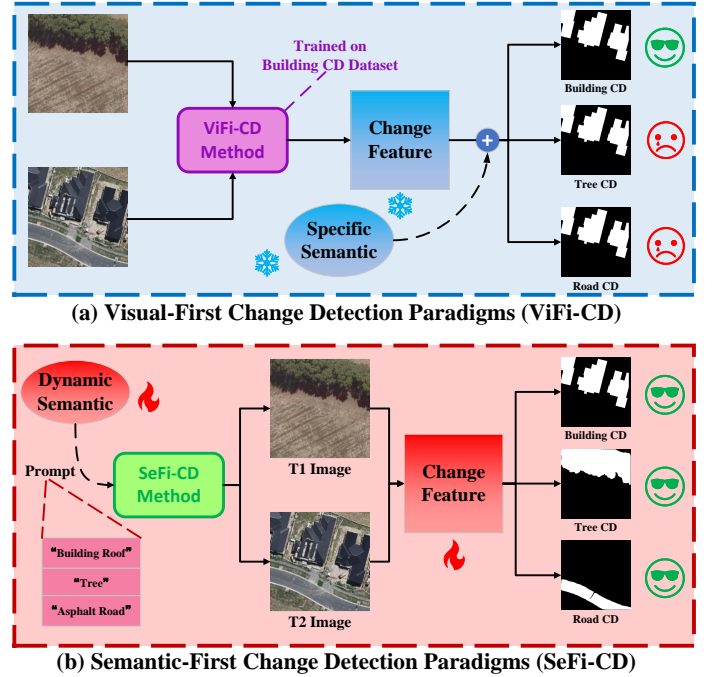 Trained on
Building CD Dataset
ViFi-CD
Method
Change
Feature
+
Specific
Semantic
Building CD
Tree CD
Road CD
(a) Visual-First Change Detection Paradigms (ViFi-CD)
Dynamic
Semantic
Prompt
SeFi-CD
Method
“Building Roof”
“Tree”
“Asphalt Road”
T1 Image
T2 Image
Change
Feature
Building CD
Tree CD
Road CD
(b) Semantic-First Change Detection Paradigms (SeFi-CD)